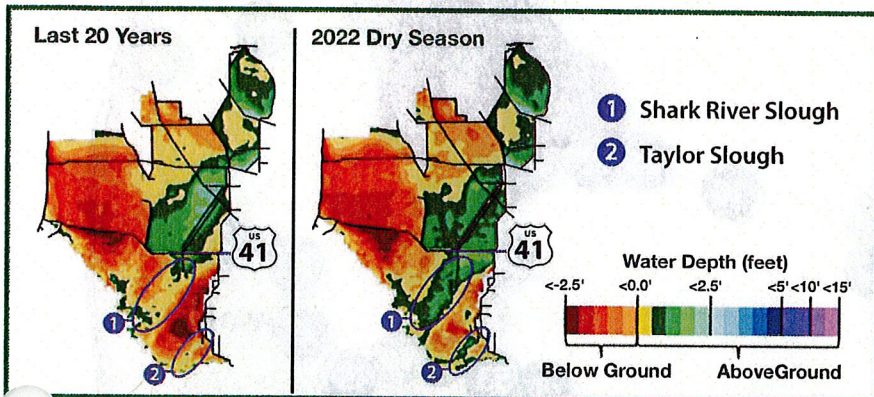 Last 20 Years
2022 Dry Season
1 Shark River Slough
2 Taylor Slough
US
41
US
41
1
2
1
2
Water Depth (feet)
<-2.5' <0.0' <2.5' <5' <10' <15'
Below Ground AboveGround